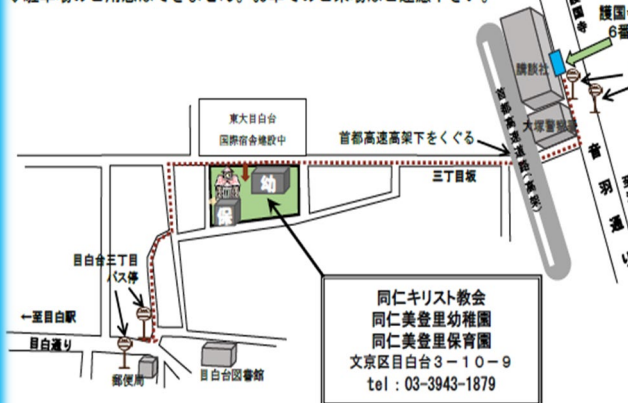 護国
6番
講談社
大塚警察署
首都高速道路(高架)
音羽通り
東大目白台
国際宿舎建設中
首都高速高架下をくぐる
三丁目坂
幼
保
目白台三丁目
バス停
←至目白駅
目白通り
郵便局
目白台図書館
同仁キリスト教会
同仁美登里幼稚園
同仁美登里保育園
文京区目白台3-10-9
tel：03-3943-1879